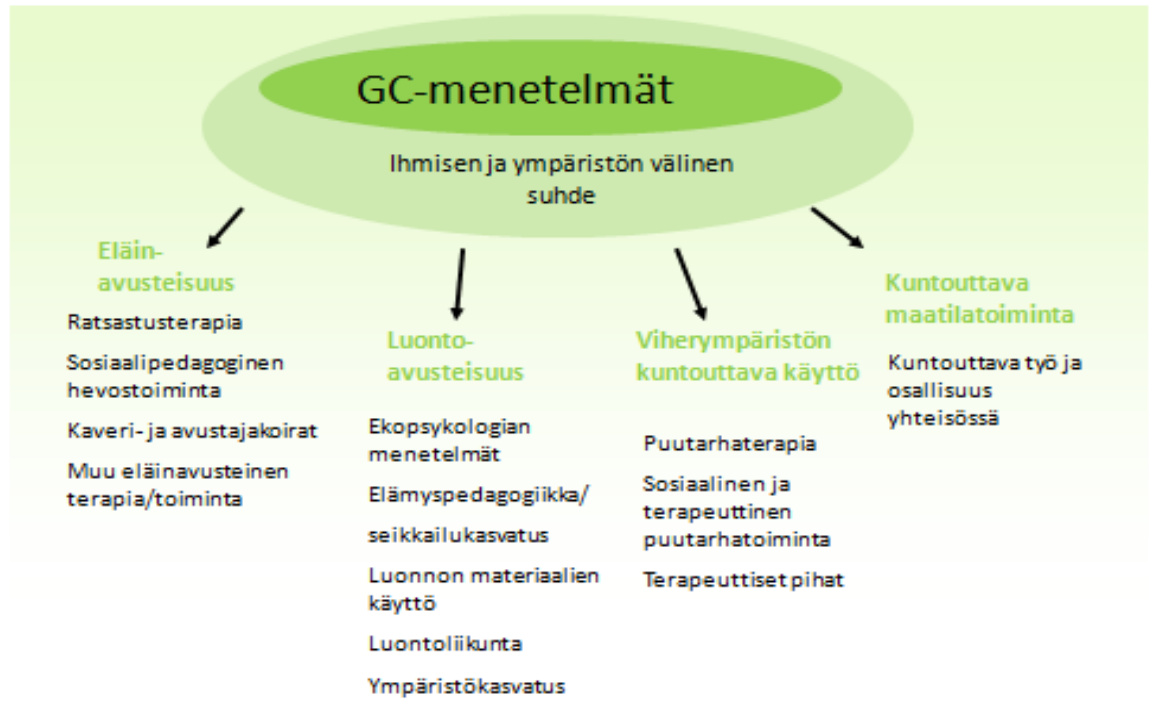 GC-menetelmät
Ihmisen ja ympäristön välinen
suhde
Eläin-
avusteisuus
Ratsastusterapia
Sosiaalipedagoginen
hevostoiminta
Kaveri- ja avustajakoirat
Muu eläinavusteinen
terapia/toiminta
Luonto-
avusteisuus
Ekopsykologian
menetelmät
Elämyspedagogiikka/
seikkailukasvatus
Luonnon materiaalien
käyttö
Luontoliikunta
Ympäristökasvatus
Viherympäristön
kuntouttava käyttö
Puutarhaterapia
Sosiaalinen ja
terapeuttinen
puutarhatoiminta
Terapeuttiset pihat
Kuntouttava
maatilatoiminta
Kuntouttava työ ja
osallisuus
yhteisössä